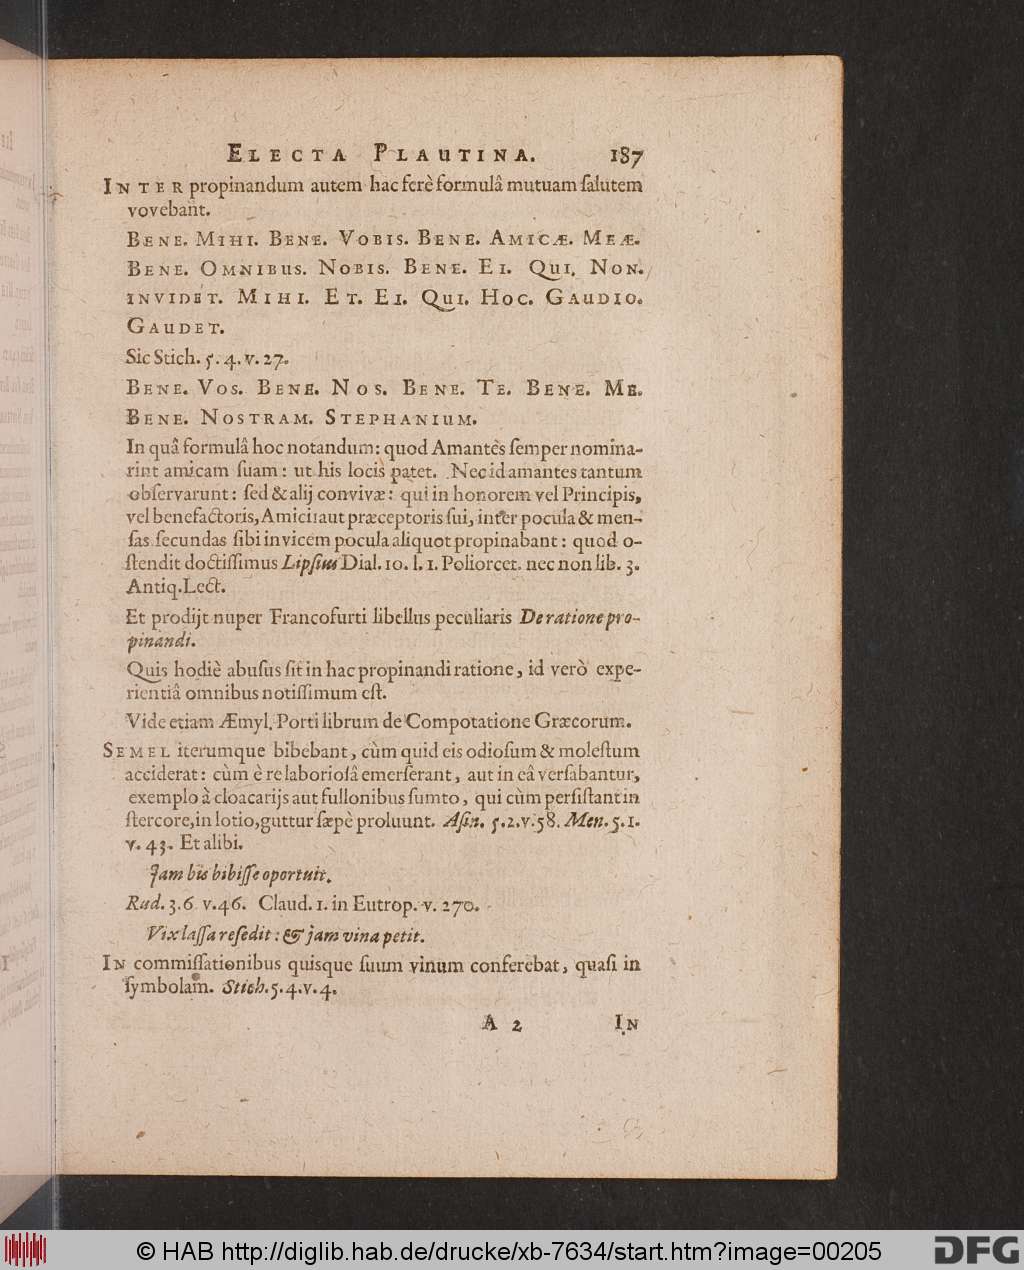 ELECTA PLAUTINA. 187
INTER propinandum autem hac ferè formulâ mutuam ſalutem
vovebant.
BENE. MIHI. BENE. VOBIS. BENE. AMICÆ. MEÆ.
BENE. OMNIBUS. NOBIS. BENE. EI. QUI. NON.
INVIDET. MIHI. ET. EI. QUI. HOC. GAUDIO.
GAUDET.
Sic Stich. 5. 4. v. 27.
BENE. VOS. BENE. NOS. BENE. TE. BENE. ME.
BENE. NOSTRAM. STEPHANIUM.
In quâ formulâ hoc notandum: quod Amantes ſemper nomina-
rint amicam ſuam: ut his locis patet. Nec id amantes tantum
obſervarunt: ſed & alij convivæ: qui in honorem vel Principis,
vel benefactoris, Amici: aut præceptoris ſui, inter pocula & men-
ſas ſecundas ſibi invicem pocula aliquot propinabant: quod o-
ſtendit doctiſſimus Lipſius Dial. 10. l. 1. Poliorcet. nec non lib. 3.
Antiq. Lect.
Et prodijt nuper Francofurti libellus peculiaris De ratione pro-
pinandi.
Quis hodiè abuſus ſit in hac propinandi ratione, id verò expe-
rientiâ omnibus notiſſimum eſt.
Vide etiam Æmyl. Porti librum de Compotatione Græcorum.
SEMEL iterumque bibebant, cùm quid eis odioſum & moleſtum
acciderat: cùm è re laborioſâ emerſerant, aut in eâ verſabantur,
exemplo à cloacarijs aut fullonibus ſumto, qui cùm perſiſtant in
ſtercore, in lotio, guttur ſæpè proluunt. Aſin. 5. 2. v. 58. Men. 5. 1.
v. 43. Et alibi.
Jam bis bibiſſe oportuit.
Rud. 3. 6 v. 46. Claud. 1. in Eutrop. v. 270.
Vix laſſa reſedit: & jam vina petit.
IN commiſſationibus quisque ſuum vinum conferebat, quaſi in
ſymbolam. Stich. 5. 4. v. 4.
A 2 IN
© HAB http://diglib.hab.de/drucke/xb-7634/start.htm?image=00205
DFG